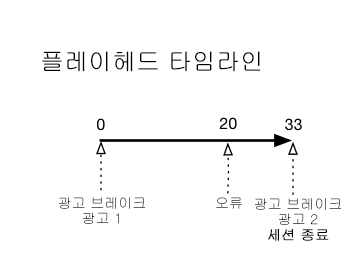 플레이헤드 타임라인
0 20 33
광고 브레이크 오류 광고 브레이크
광고 1 광고 2
세션 종료